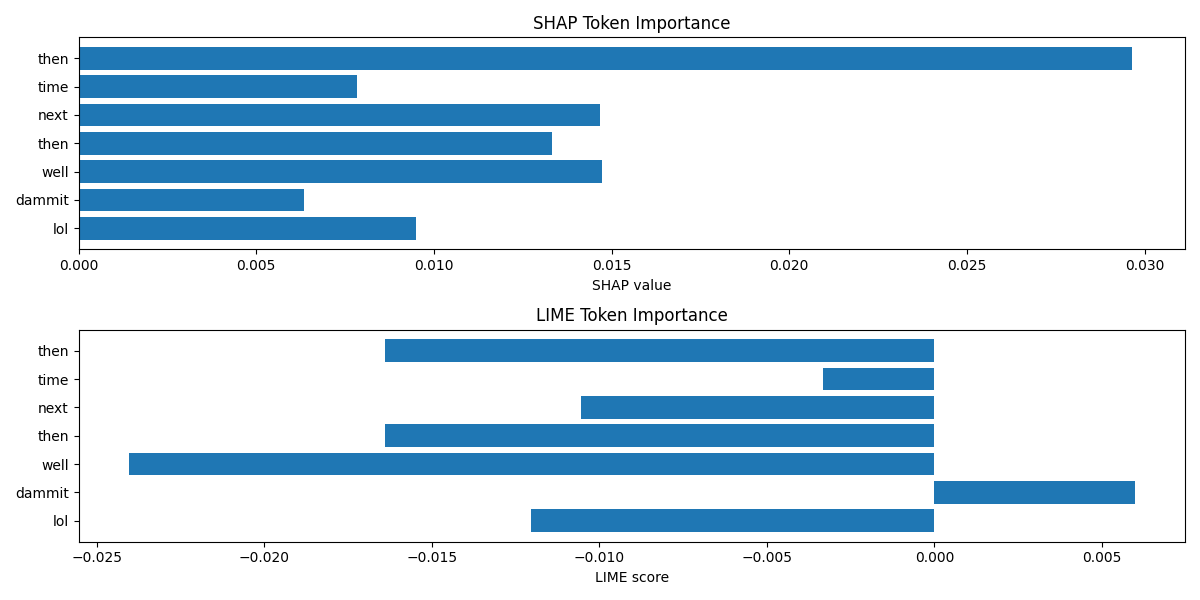 SHAP Token Importance
then
time
next
then
well
dammit
lol
0.000 0.005 0.010 0.015 0.020 0.025 0.030
SHAP value
LIME Token Importance
then
time
next
then
well
dammit
lol
−0.025 −0.020 −0.015 −0.010 −0.005 0.000 0.005
LIME score